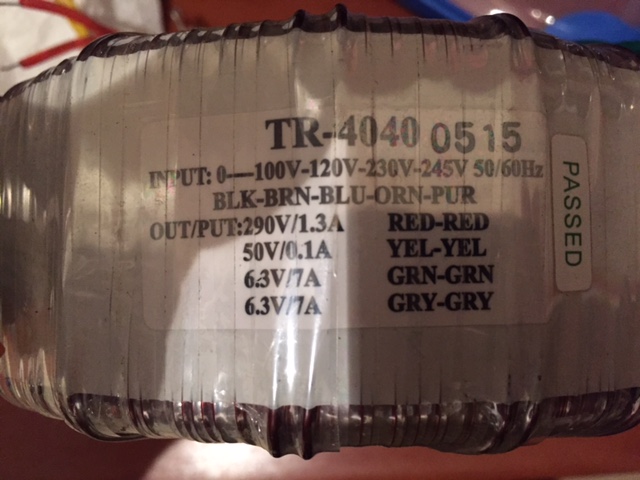 TR-4040 0515
INPUT: 0—100V-120V-230V-245V 50/60Hz
BLK-BRN-BLU-ORN-PUR
OUT/PUT:290V/1.3A RED-RED
50V/0.1A YEL-YEL
6.3V/7A GRN-GRN
6.3V/7A GRY-GRY
PASSED